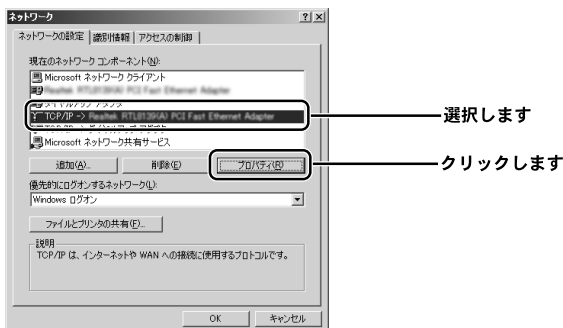 ネットワーク
ネットワークの設定 識別情報 アクセスの制御
現在のネットワーク コンポーネント(N):
Microsoft ネットワーク クライアント
Realtek RTL8139(A) PCI Fast Ethernet Adapter
TCP/IP -> Realtek RTL8139(A) PCI Fast Ethernet Adapter
選択します
Microsoft ネットワーク共有サービス
追加(A)... 削除(E) プロパティ(R)
クリックします
優先的にログオンするネットワーク(L):
Windows ログオン
ファイルとプリンタの共有(F)...
説明
TCP/IP は、インターネットや WAN への接続に使用するプロトコルです。
OK キャンセル